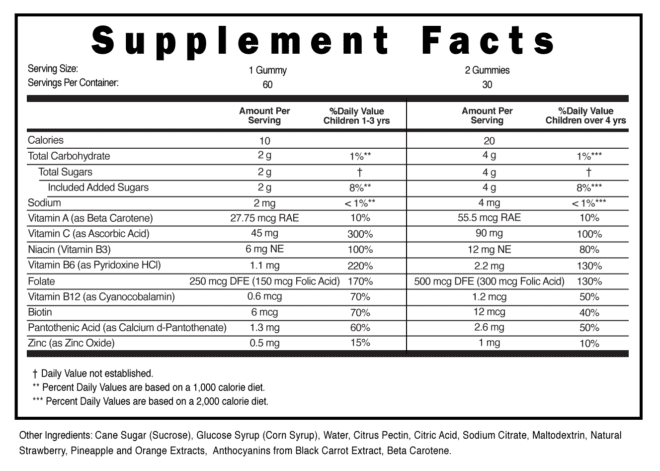 Supplement Facts
Serving Size: 1 Gummy 2 Gummies
Servings Per Container: 60 30
Amount Per Serving %Daily Value Children 1-3 yrs Amount Per Serving %Daily Value Children over 4 yrs
Calories 10 20
Total Carbohydrate 2 g 1%** 4 g 1%***
Total Sugars 2 g † 4 g †
Included Added Sugars 2 g 8%** 4 g 8%***
Sodium 2 mg < 1%** 4 mg < 1%***
Vitamin A (as Beta Carotene) 27.75 mcg RAE 10% 55.5 mcg RAE 10%
Vitamin C (as Ascorbic Acid) 45 mg 300% 90 mg 100%
Niacin (Vitamin B3) 6 mg NE 100% 12 mg NE 80%
Vitamin B6 (as Pyridoxine HCl) 1.1 mg 220% 2.2 mg 130%
Folate 250 mcg DFE (150 mcg Folic Acid) 170% 500 mcg DFE (300 mcg Folic Acid) 130%
Vitamin B12 (as Cyanocobalamin) 0.6 mcg 70% 1.2 mcg 50%
Biotin 6 mcg 70% 12 mcg 40%
Pantothenic Acid (as Calcium d-Pantothenate) 1.3 mg 60% 2.6 mg 50%
Zinc (as Zinc Oxide) 0.5 mg 15% 1 mg 10%
† Daily Value not established.
** Percent Daily Values are based on a 1,000 calorie diet.
*** Percent Daily Values are based on a 2,000 calorie diet.
Other Ingredients: Cane Sugar (Sucrose), Glucose Syrup (Corn Syrup), Water, Citrus Pectin, Citric Acid, Sodium Citrate, Maltodextrin, Natural
Strawberry, Pineapple and Orange Extracts, Anthocyanins from Black Carrot Extract, Beta Carotene.